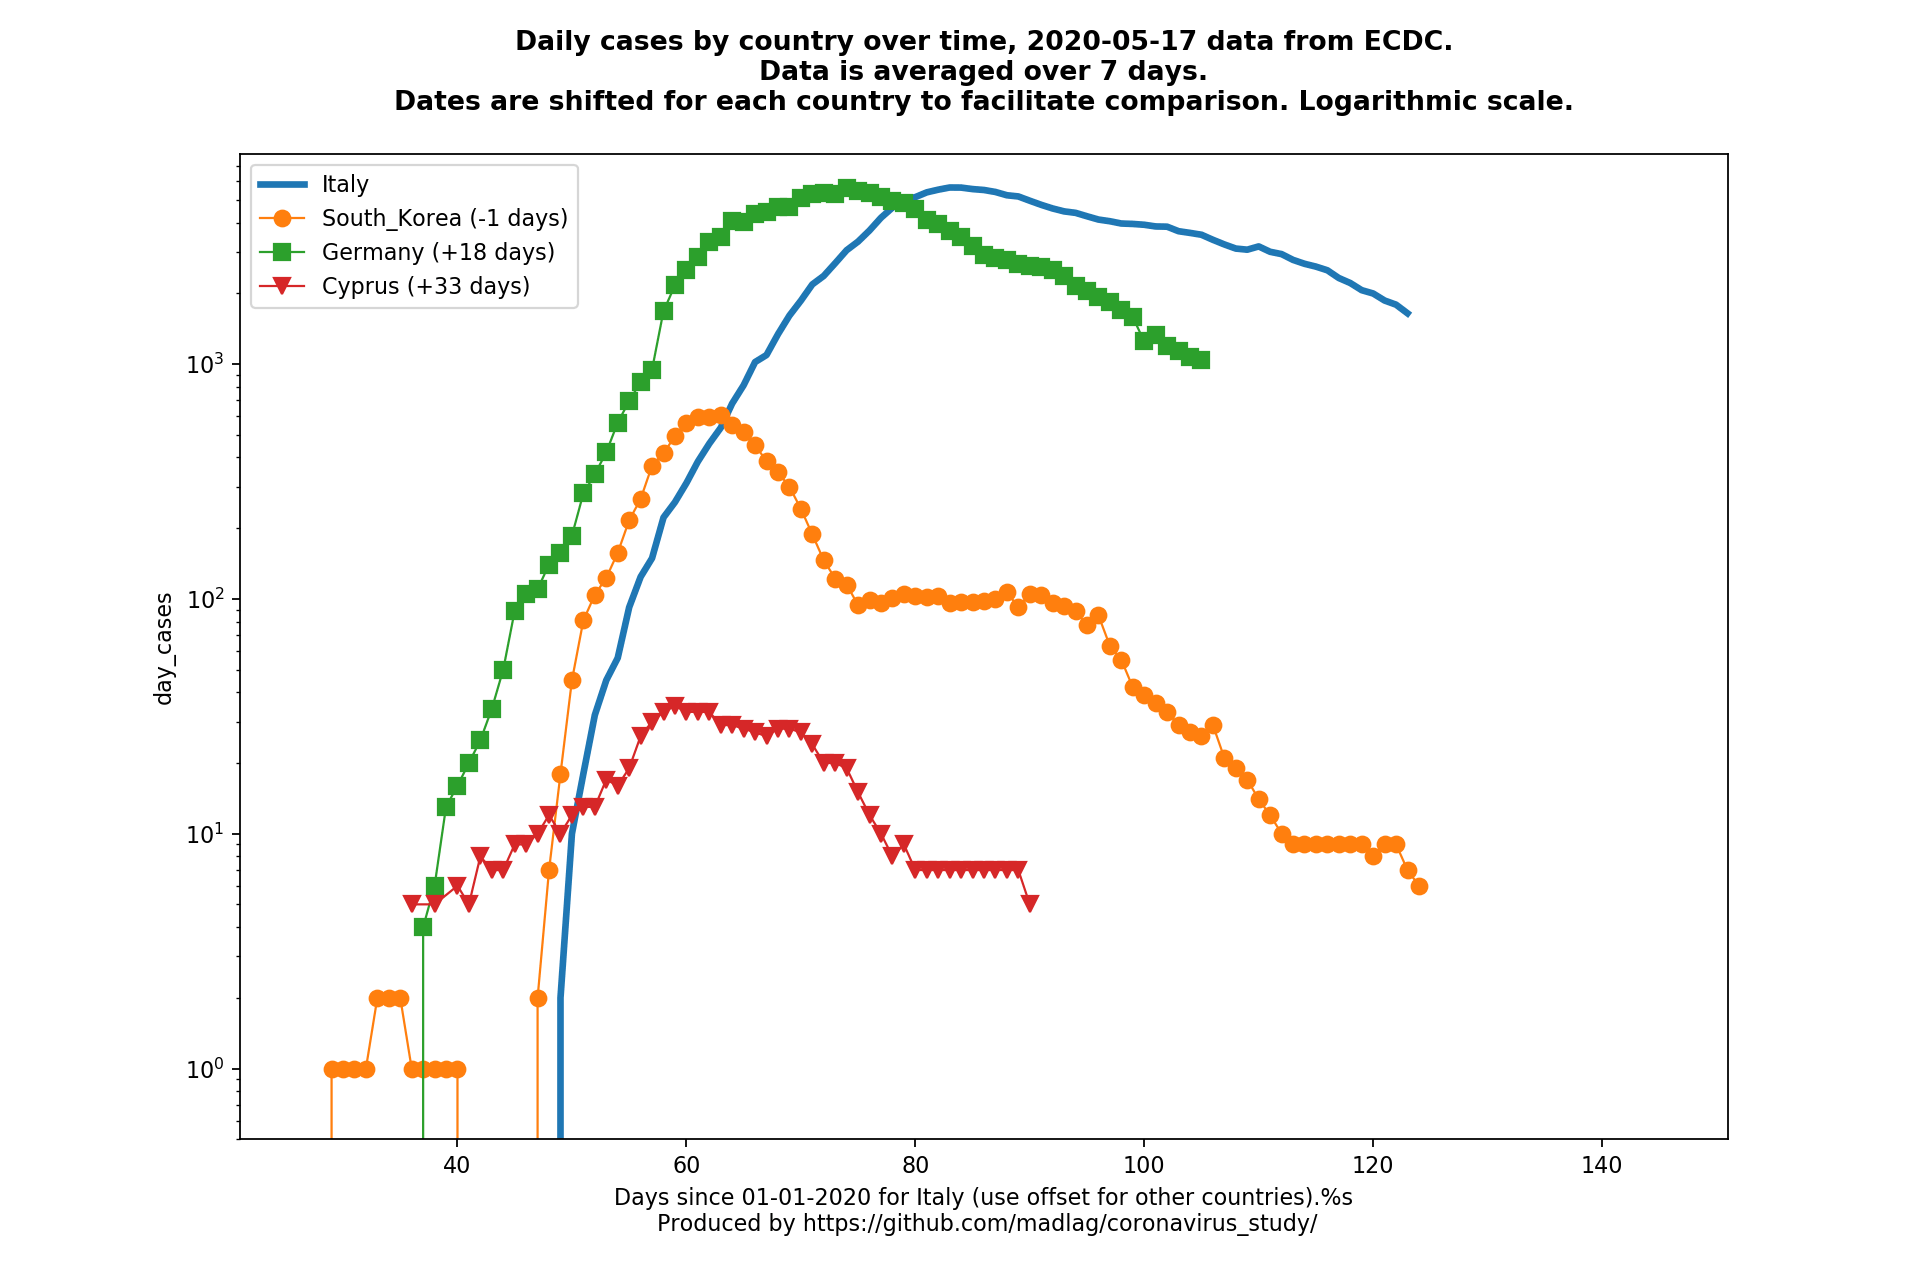 Daily cases by country over time, 2020-05-17 data from ECDC.
Data is averaged over 7 days.
Dates are shifted for each country to facilitate comparison. Logarithmic scale.
Italy
South_Korea (-1 days)
Germany (+18 days)
Cyprus (+33 days)
day_cases
10³
10²
10¹
10⁰
40 60 80 100 120 140
Days since 01-01-2020 for Italy (use offset for other countries).%s
Produced by https://github.com/madlag/coronavirus_study/